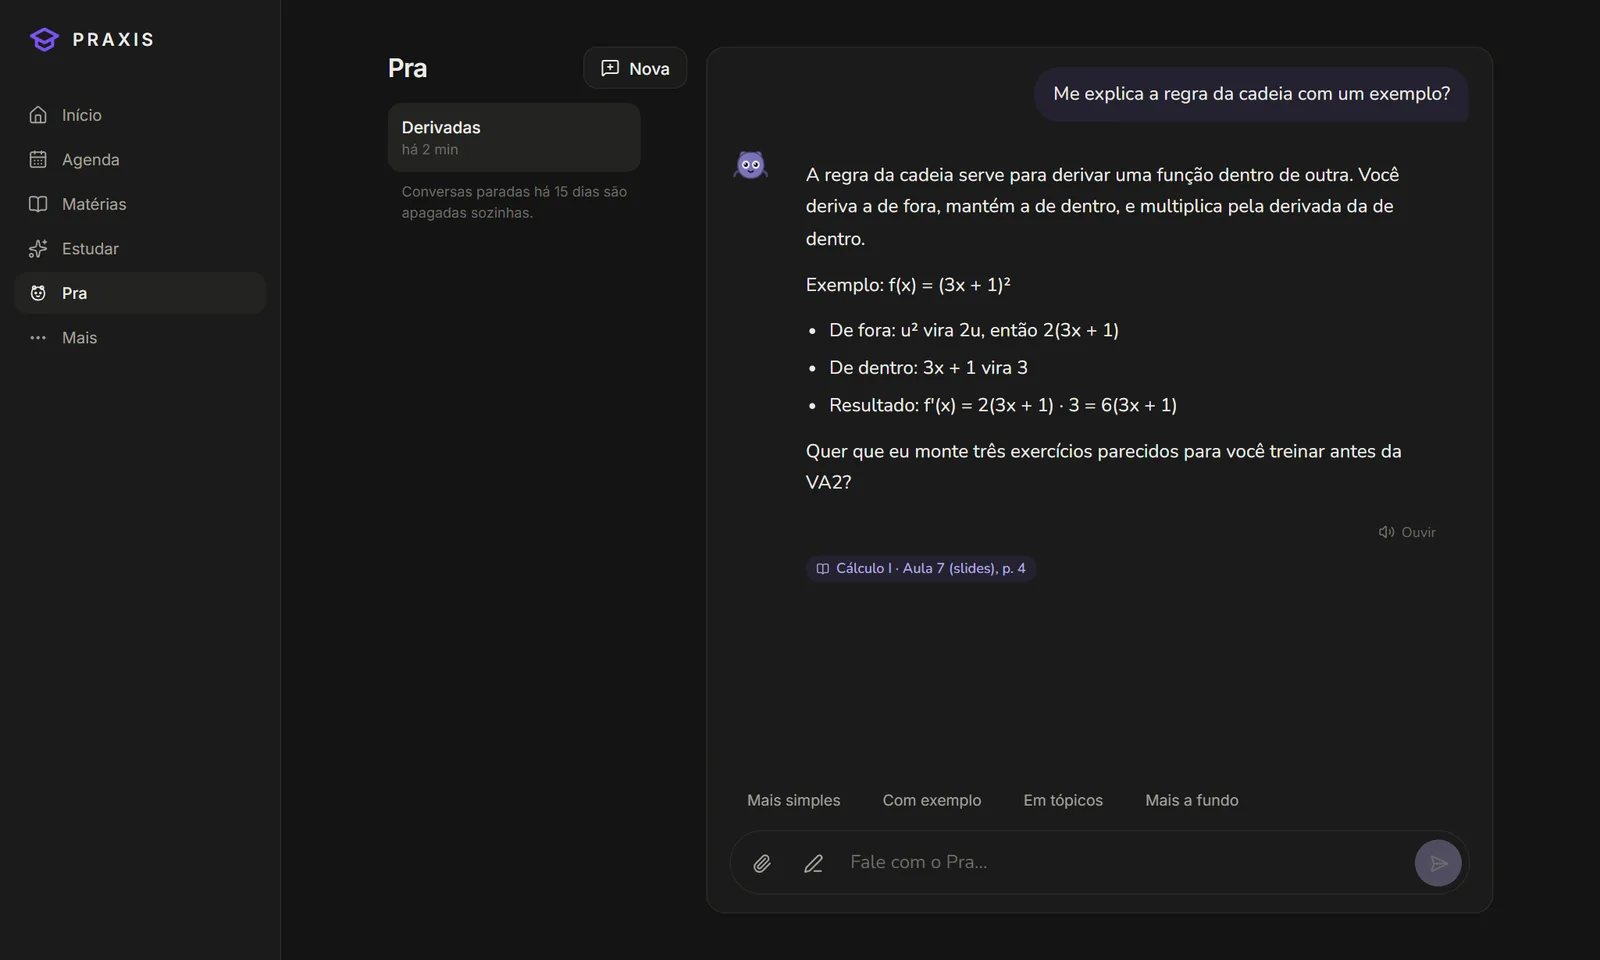 PRAXIS
Início
Agenda
Matérias
Estudar
Pra
Mais
Pra
Nova
Derivadas
há 2 min
Conversas paradas há 15 dias são
apagadas sozinhas.
Me explica a regra da cadeia com um exemplo?
A regra da cadeia serve para derivar uma função dentro de outra. Você
deriva a de fora, mantém a de dentro, e multiplica pela derivada da de
dentro.
Exemplo: f(x) = (3x + 1)²
• De fora: u² vira 2u, então 2(3x + 1)
• De dentro: 3x + 1 vira 3
• Resultado: f'(x) = 2(3x + 1) · 3 = 6(3x + 1)
Quer que eu monte três exercícios parecidos para você treinar antes da
VA2?
Ouvir
Cálculo I · Aula 7 (slides), p. 4
Mais simples
Com exemplo
Em tópicos
Mais a fundo
Fale com o Pra...